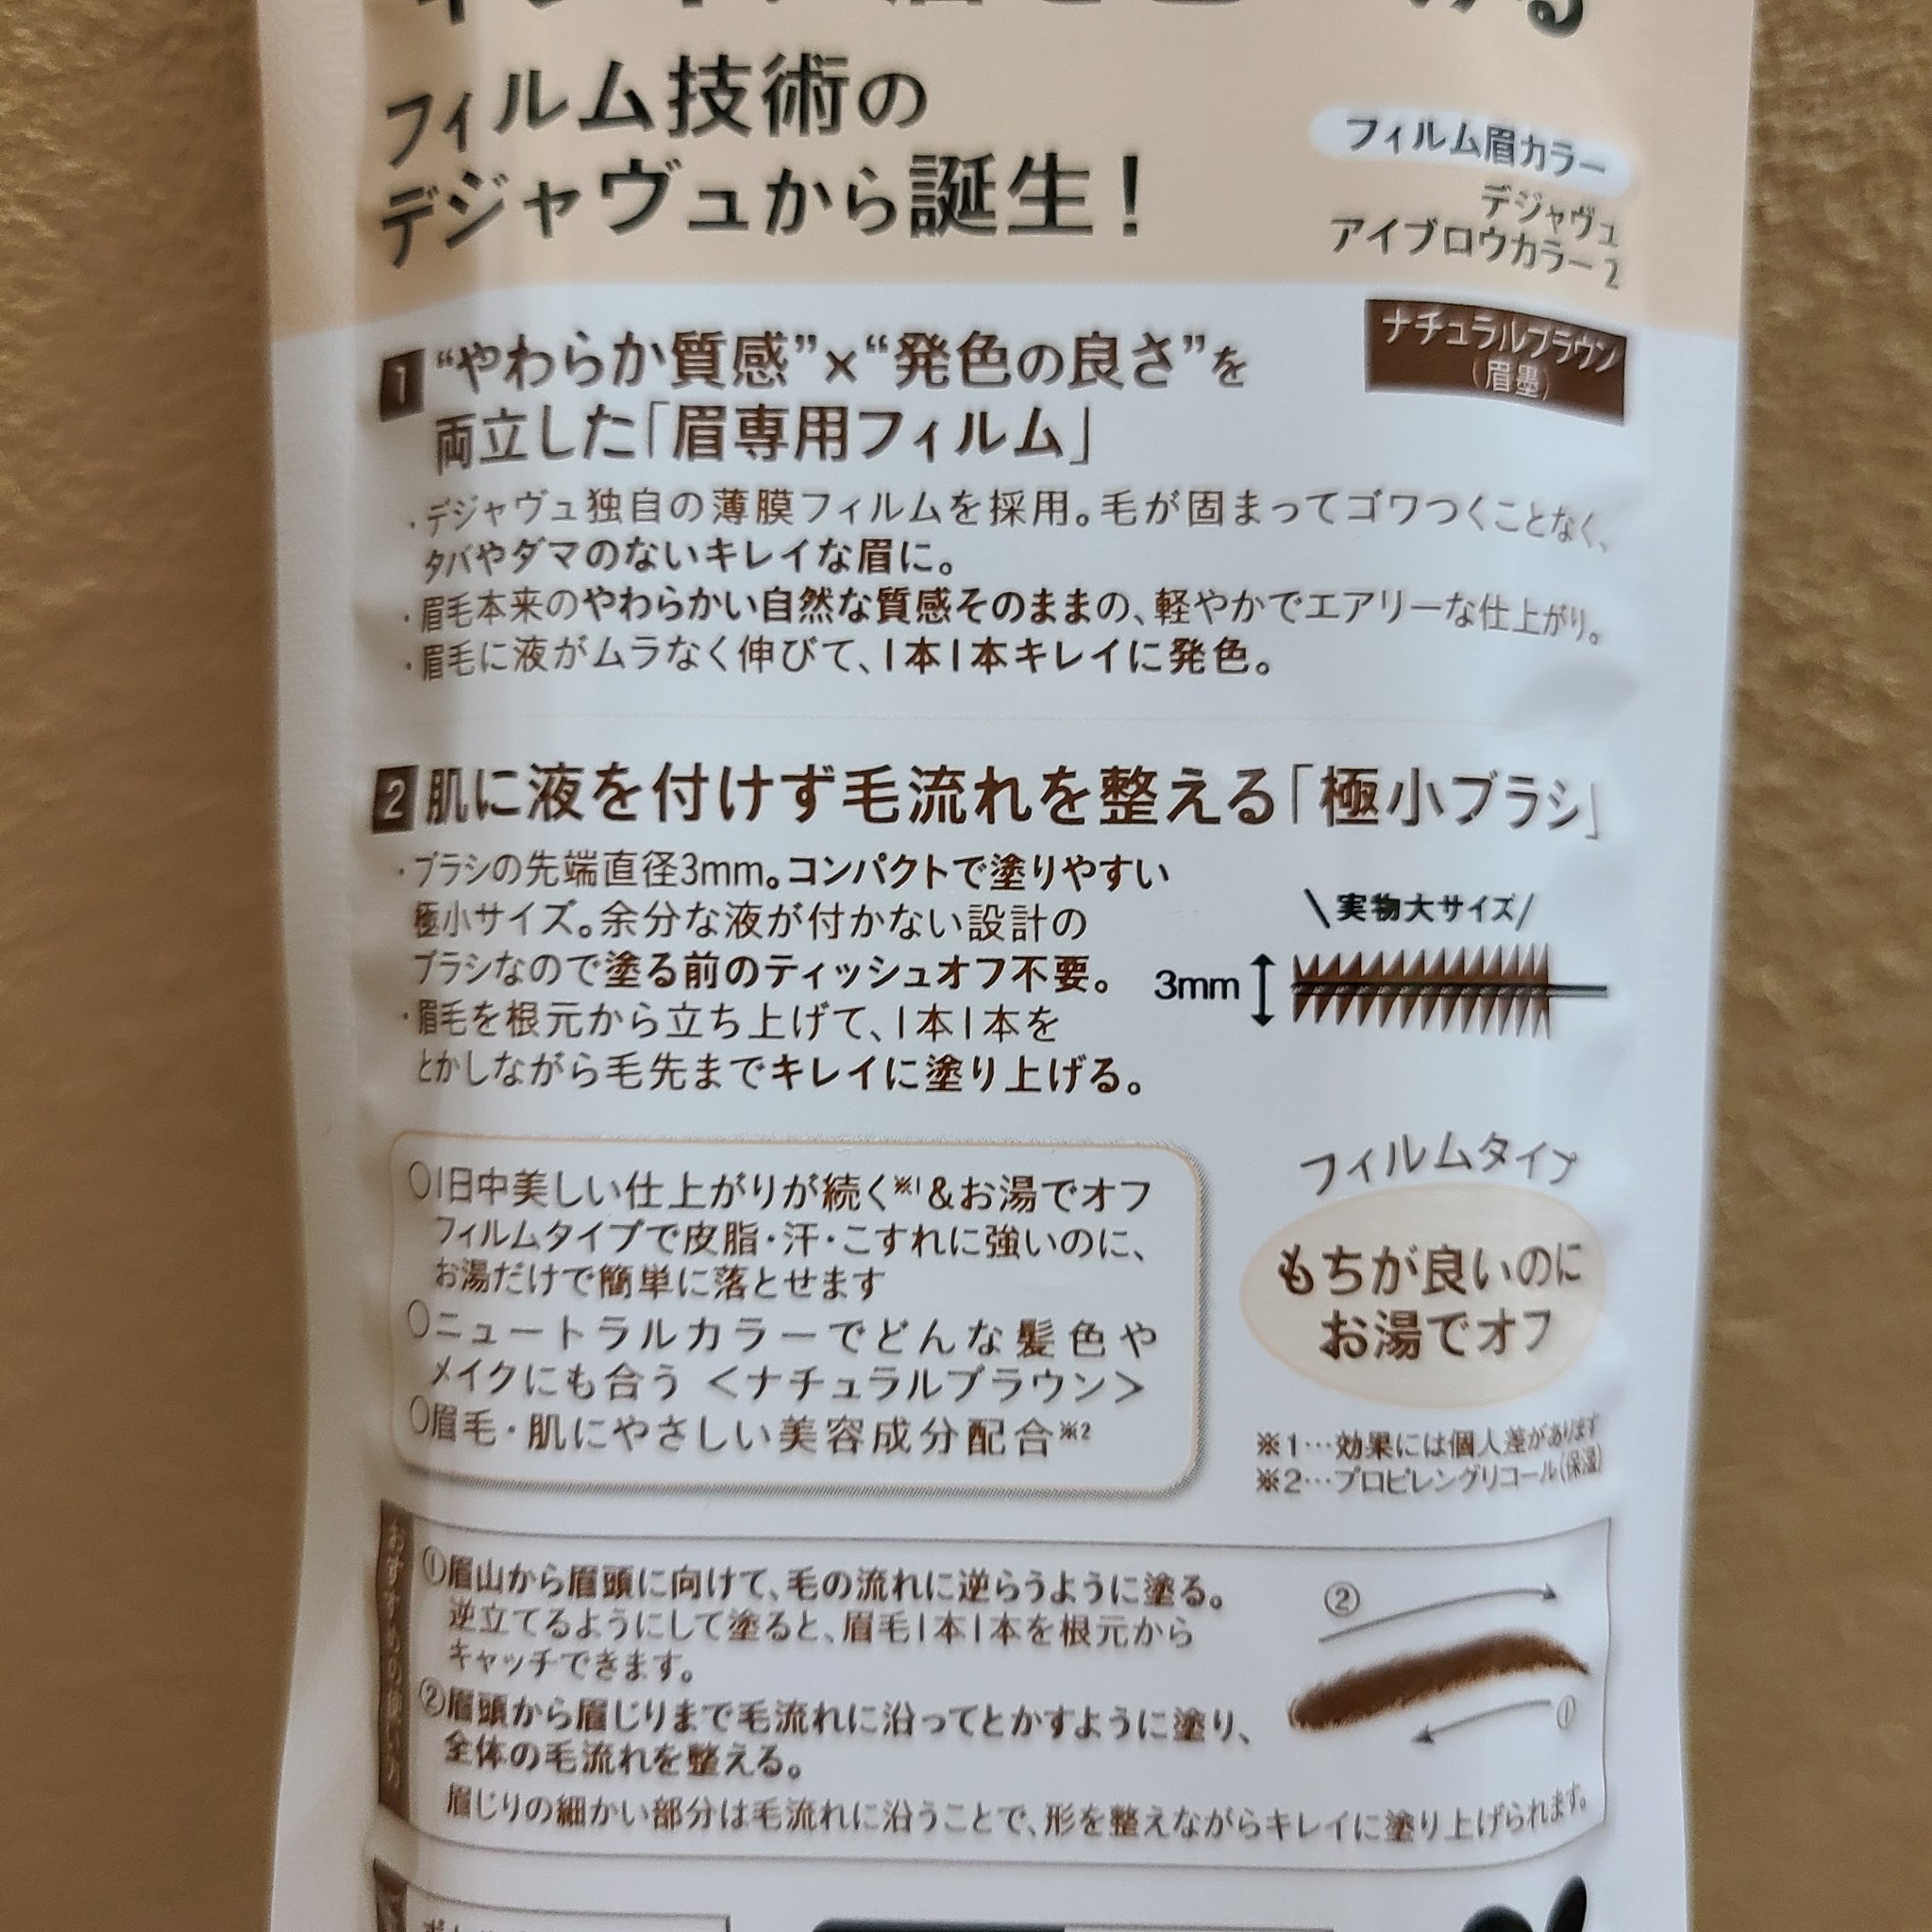 フィルム技術の
デジャヴュから誕生!
フィルム眉カラー
デジャヴュ
アイブロウカラー 2
ナチュラルブラウン
(眉墨)
1 “やわらか質感”×“発色の良さ”を
両立した「眉専用フィルム」
・デジャヴュ独自の薄膜フィルムを採用。毛が固まってゴワつくことなく、
タバやダマのないキレイな眉に。
・眉毛本来のやわらかい自然な質感そのままの、軽やかでエアリーな仕上がり。
・眉毛に液がムラなく伸びて、1本1本キレイに発色。
2 肌に液を付けず毛流れを整える「極小ブラシ」
・ブラシの先端直径3mm。コンパクトで塗りやすい
極小サイズ。余分な液が付かない設計の
ブラシなので塗る前のティッシュオフ不要。
・眉毛を根元から立ち上げて、1本1本を
とかしながら毛先までキレイに塗り上げる。
\実物大サイズ/
3mm
○1日中美しい仕上がりが続く※1&お湯でオフ
フィルムタイプで皮脂・汗・こすれに強いのに、
お湯だけで簡単に落とせます
○ニュートラルカラーでどんな髪色や
メイクにも合う <ナチュラルブラウン>
○眉毛・肌にやさしい美容成分配合※2
フィルムタイプ
もちが良いのに
お湯でオフ
※1…効果には個人差があります
※2…プロピレングリコール(保湿)
おすすめの使い方
①眉山から眉頭に向けて、毛の流れに逆らうように塗る。
逆立てるようにして塗ると、眉毛1本1本を根元から
キャッチできます。
②眉頭から眉じりまで毛流れに沿ってとかすように塗り、
全体の毛流れを整える。
眉じりの細かい部分は毛流れに沿うことで、形を整えながらキレイに塗り上げられます。
②
①